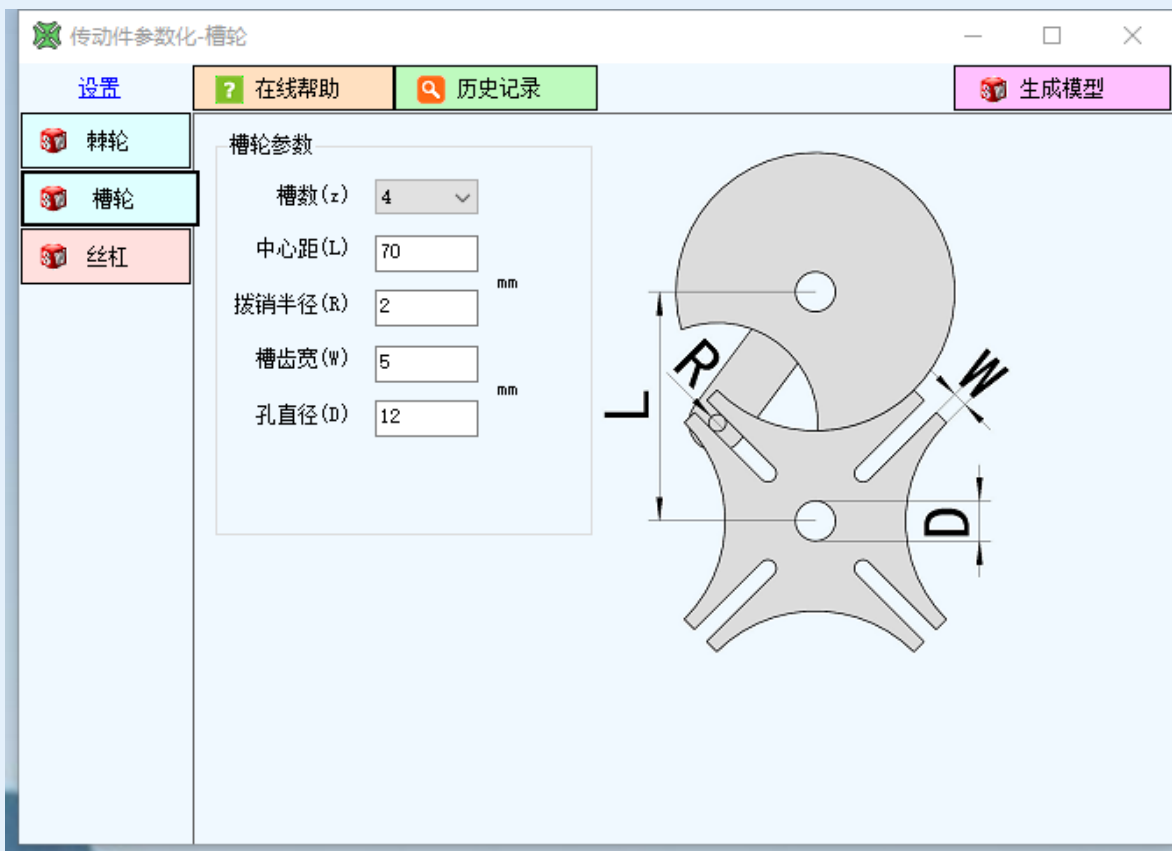 传动件参数化-槽轮
设置
? 在线帮助
历史记录
生成模型
棘轮
槽轮
丝杠
槽轮参数
槽数(z) 4
中心距(L) 70
mm
拨销半径(R) 2
槽齿宽(W) 5
mm
孔直径(D) 12
R
W
L
D